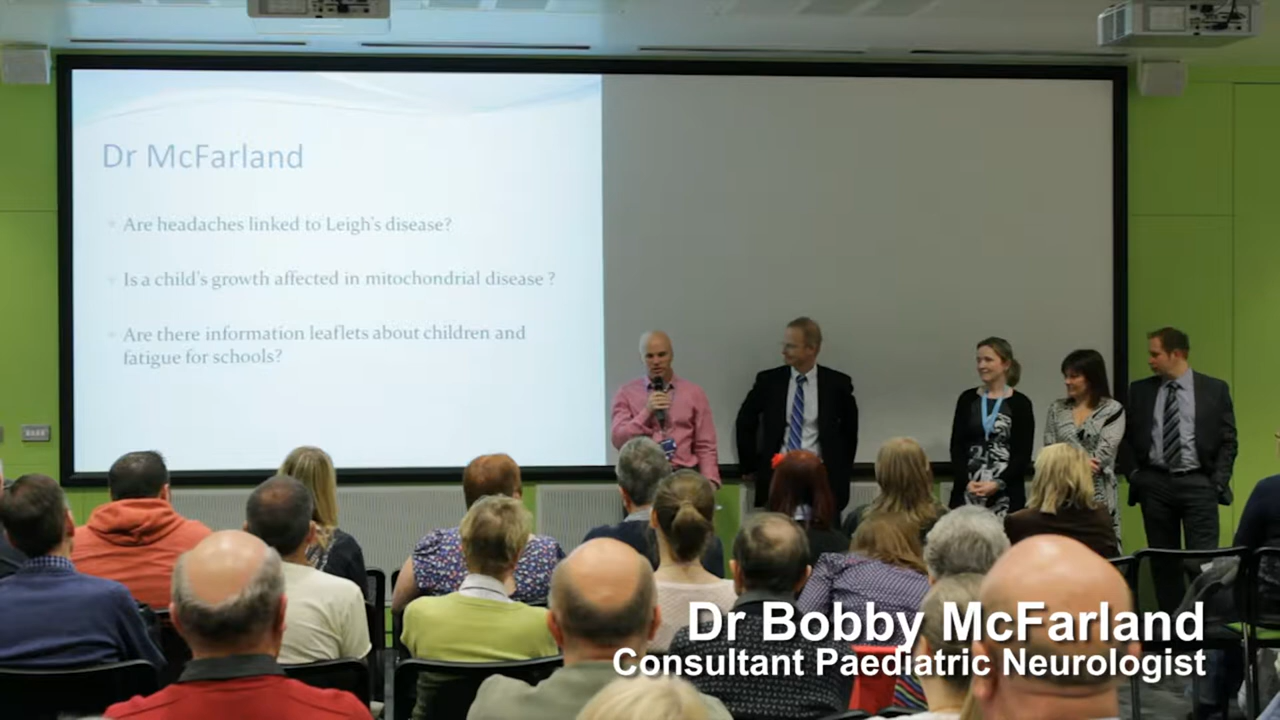 Dr McFarland
Are headaches linked to Leigh's disease?
Is a child's growth affected in mitochondrial disease ?
Are there information leaflets about children and
fatigue for schools?
Dr Bobby McFarland
Consultant Paediatric Neurologist